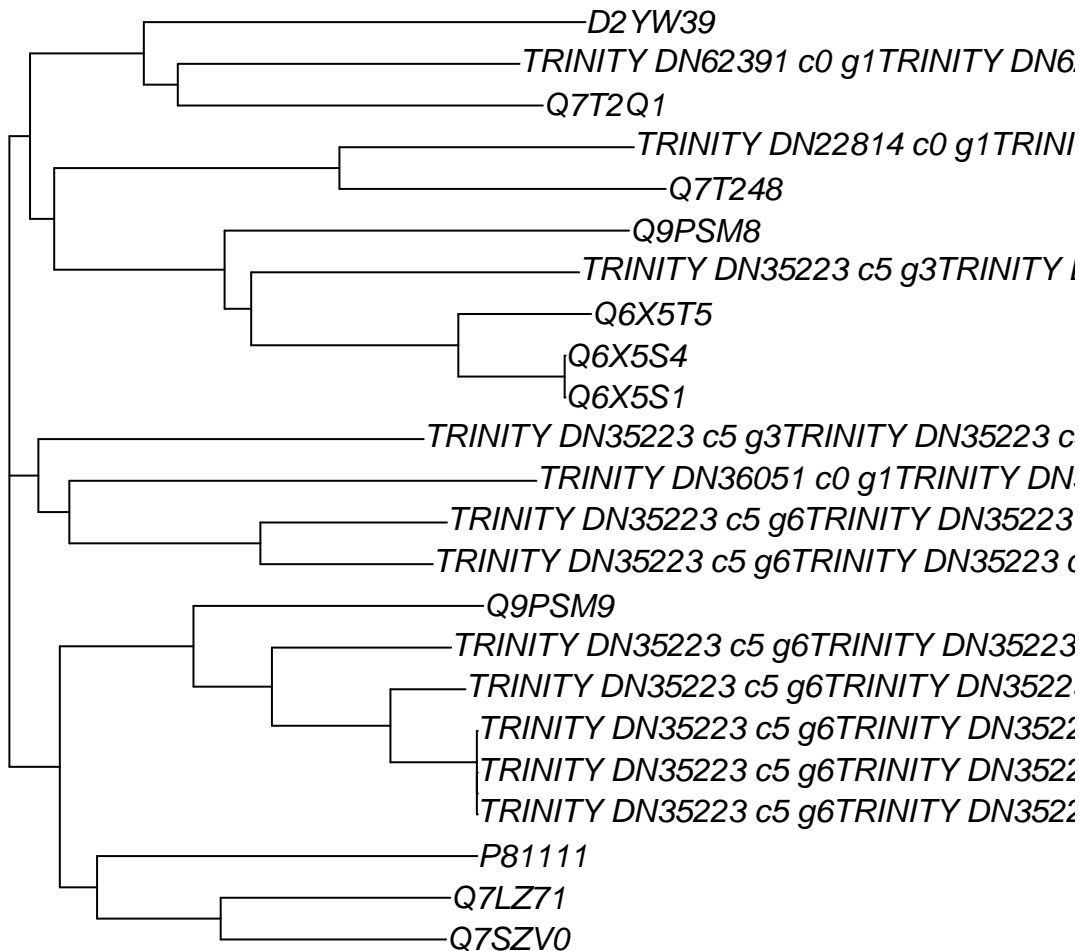 D2YW39
TRINITY DN62391 c0 g1TRINITY DN6
Q7T2Q1
TRINITY DN22814 c0 g1TRINI
Q7T248
Q9PSM8
TRINITY DN35223 c5 g3TRINITY
Q6X5T5
Q6X5S4
Q6X5S1
TRINITY DN35223 c5 g3TRINITY DN35223 c
TRINITY DN36051 c0 g1TRINITY DN
TRINITY DN35223 c5 g6TRINITY DN35223
TRINITY DN35223 c5 g6TRINITY DN35223 c
Q9PSM9
TRINITY DN35223 c5 g6TRINITY DN35223
TRINITY DN35223 c5 g6TRINITY DN3522
TRINITY DN35223 c5 g6TRINITY DN3522
TRINITY DN35223 c5 g6TRINITY DN3522
TRINITY DN35223 c5 g6TRINITY DN3522
P81111
Q7LZ71
Q7SZV0